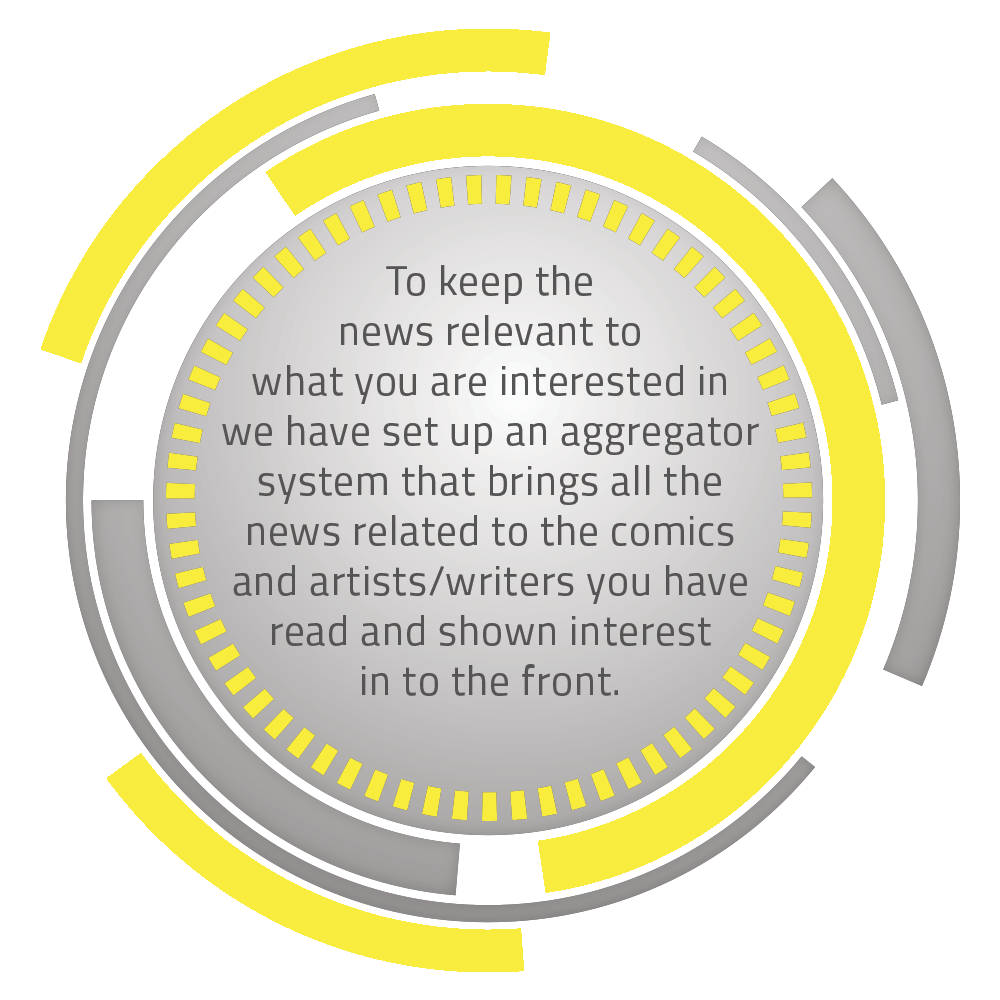 To keep the
news relevant to
what you are interested in
we have set up an aggregator
system that brings all the
news related to the comics
and artists/writers you have
read and shown interest
in to the front.